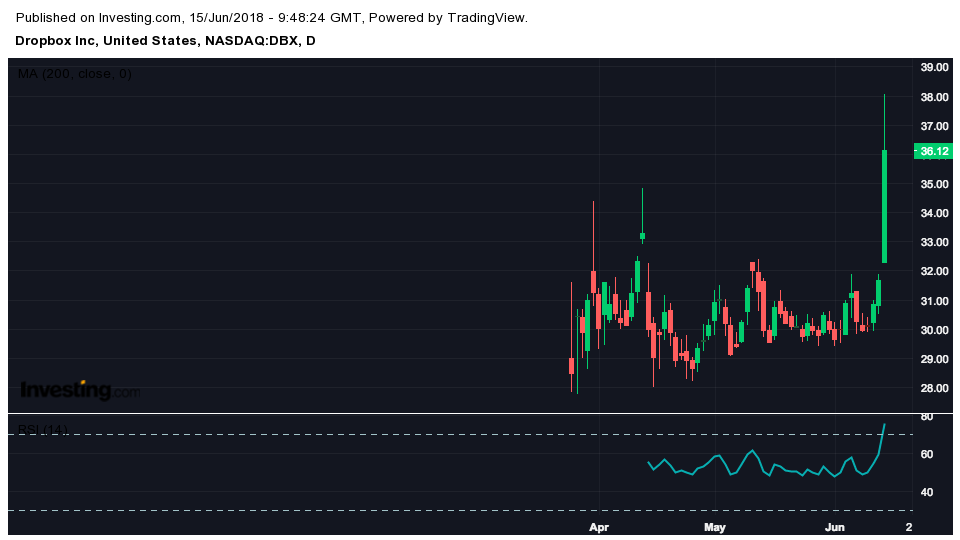 Published on Investing.com, 15/Jun/2018 - 9:48:24 GMT, Powered by TradingView.
Dropbox Inc, United States, NASDAQ:DBX, D
MA (200, close, 0)
39.00
38.00
37.00
36.12
35.00
34.00
33.00
32.00
31.00
30.00
29.00
28.00
Investing.com
RSI (14)
80
60
40
Apr May Jun 2